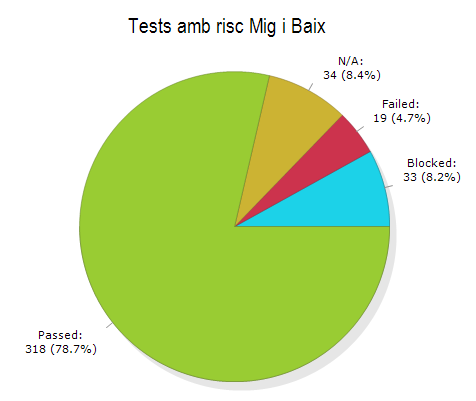 Tests amb risc Mig i Baix
N/A:
34 (8.4%)
Failed:
19 (4.7%)
Blocked:
33 (8.2%)
Passed:
318 (78.7%)